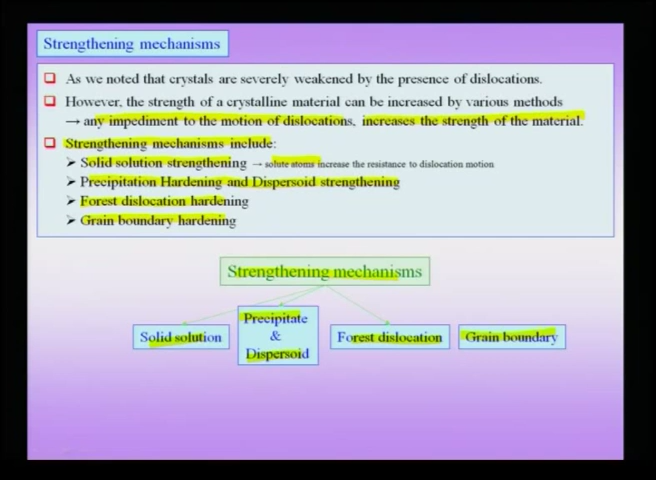 Strengthening mechanisms
❑ As we noted that crystals are severely weakened by the presence of dislocations.
❑ However, the strength of a crystalline material can be increased by various methods
→ any impediment to the motion of dislocations, increases the strength of the material.
❑ Strengthening mechanisms include:
➢ Solid solution strengthening → solute atoms increase the resistance to dislocation motion
➢ Precipitation Hardening and Dispersoid strengthening
➢ Forest dislocation hardening
➢ Grain boundary hardening
Strengthening mechanisms
Solid solution
Precipitate
&
Dispersoid
Forest dislocation
Grain boundary